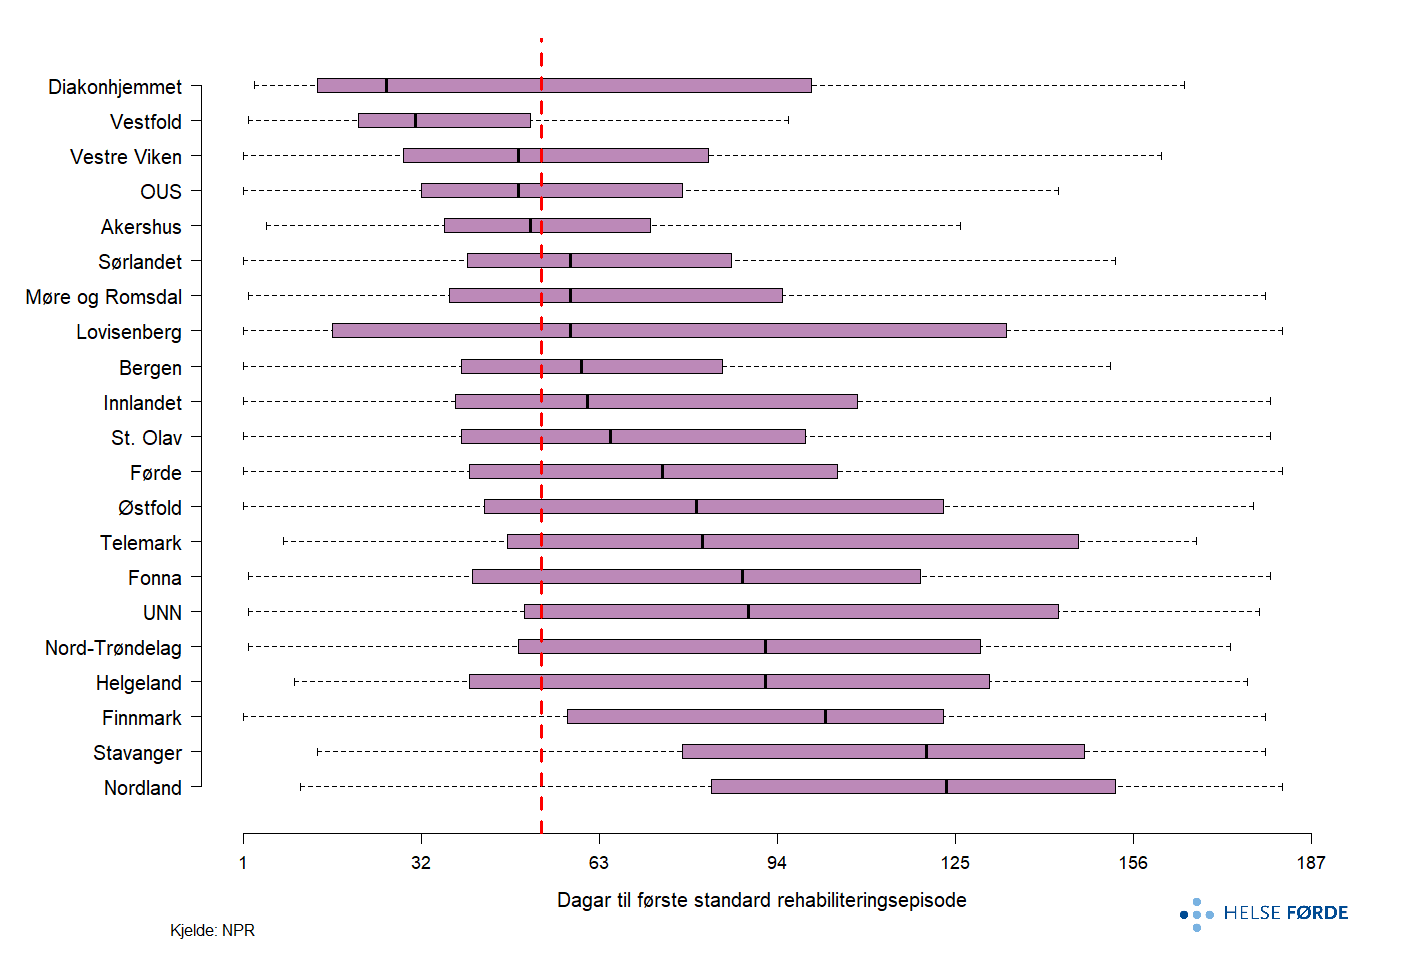 Diakonhjemmet
Vestfold
Vestre Viken
OUS
Akershus
Sørlandet
Møre og Romsdal
Lovisenberg
Bergen
Innlandet
St. Olav
Førde
Østfold
Telemark
Fonna
UNN
Nord-Trøndelag
Helgeland
Finnmark
Stavanger
Nordland
1 32 63 94 125 156 187
Dagar til første standard rehabiliteringsepisode
HELSE FØRDE
Kjelde: NPR